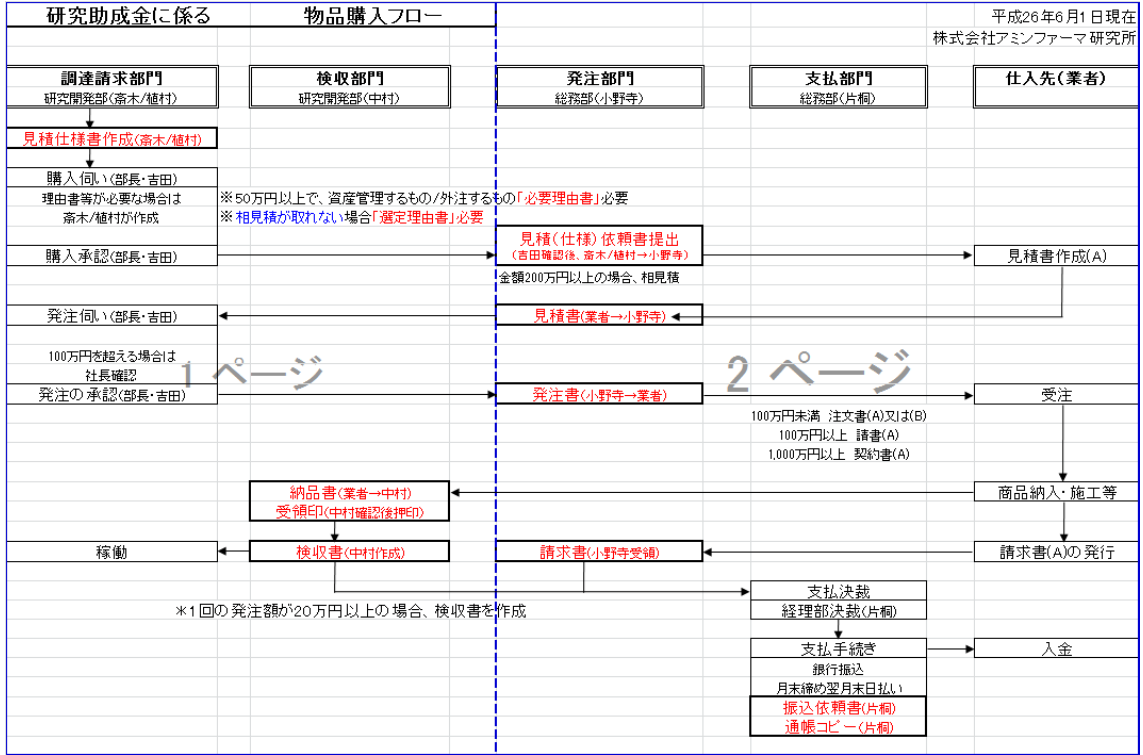 研究助成金に係る 物品購入フロー
平成26年6月1日現在
株式会社アミンファーマ研究所
調達請求部門
研究開発部(斎木/植村)
検収部門
研究開発部(中村)
発注部門
総務部(小野寺)
支払部門
総務部(片桐)
仕入先(業者)
見積仕様書作成(斎木/植村)
購入伺い(部長・吉田)
理由書等が必要な場合は
斎木/植村が作成
※50万円以上で、資産管理するもの/外注するもの「必要理由書」必要
※相見積が取れない場合「選定理由書」必要
購入承認(部長・吉田)
見積(仕様)依頼書提出
(吉田確認後、斎木/植村→小野寺)
見積書作成(A)
金額200万円以上の場合、相見積
発注伺い(部長・吉田)
見積書(業者→小野寺)
100万円を超える場合は
社長確認
1 ページ
2 ページ
発注の承認(部長・吉田)
発注書(小野寺→業者)
受注
100万円未満 注文書(A)又は(B)
100万円以上 請書(A)
1,000万円以上 契約書(A)
納品書(業者→中村)
受領印(中村確認後押印)
商品納入・施工等
稼働
検収書(中村作成)
請求書(小野寺受領)
請求書(A)の発行
*1回の発注額が20万円以上の場合、検収書を作成
支払決裁
経理部決裁(片桐)
支払手続き
入金
銀行振込
月末締め翌月末日払い
振込依頼書(片桐)
通帳コピー(片桐)